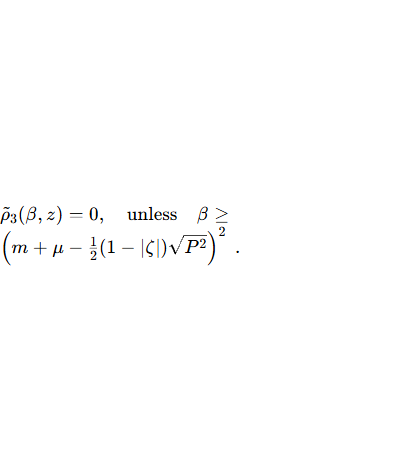 ρ̃₃(β, z) = 0, unless β ≥
(m + μ − ½(1 − |ζ|)√P²)² .